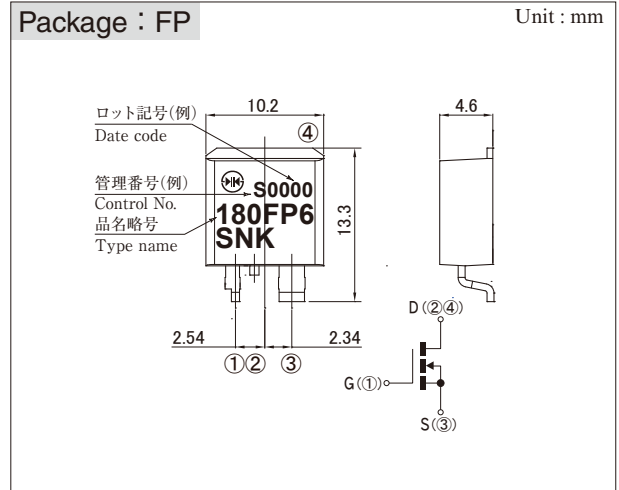 Package：FP
Unit : mm
ロット記号(例)
Date code
10.2
④
4.6
管理番号(例)
Control No.
品名略号
Type name
S0000
180FP6
SNK
13.3
2.54
2.34
①② ③
D(②④)
G(①)
S(③)